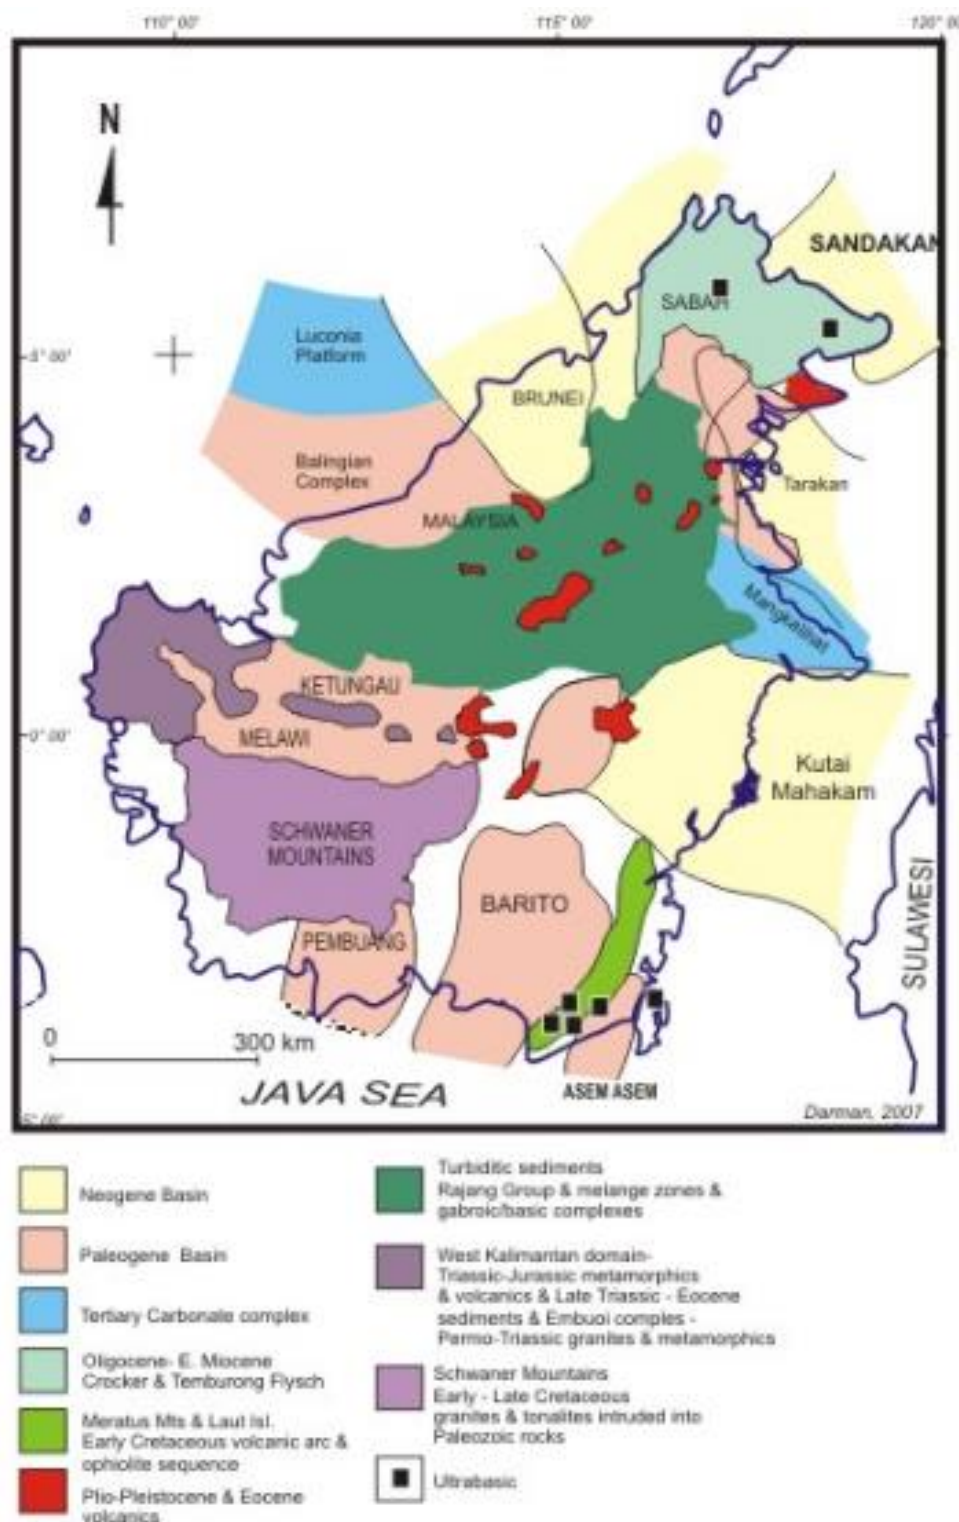 110° 00'
115° 00'
120° 00'
N
SANDAKAN
SABAH
5° 00'
Luconia
Platform
BRUNEI
Balingian
Complex
Tarakan
MALAYSIA
Mangkalihat
KETUNGAU
0° 00'
MELAWI
Kutai
Mahakam
SCHWANER
MOUNTAINS
BARITO
SULAWESI
PEMBUANG
0
300 km
JAVA SEA
ASEM ASEM
Darman, 2007
5° 00'
Neogene Basin
Paleogene Basin
Tertiary Carbonate complex
Oligocene- E. Miocene
Crocker & Temburong Flysch
Meratus Mts & Laut Isl.
Early Cretaceous volcanic arc &
ophiolite sequence
Plio-Pleistocene & Eocene
volcanics
Turbiditic sediments
Rajang Group & melange zones &
gabroic/basic complexes
West Kalimantan domain-
Triassic-Jurassic metamorphics
& volcanics & Late Triassic - Eocene
sediments & Embuoi complex -
Permo-Triassic granites & metamorphics
Schwaner Mountains
Early - Late Cretaceous
granites & tonalites intruded into
Paleozoic rocks
Ultrabasic